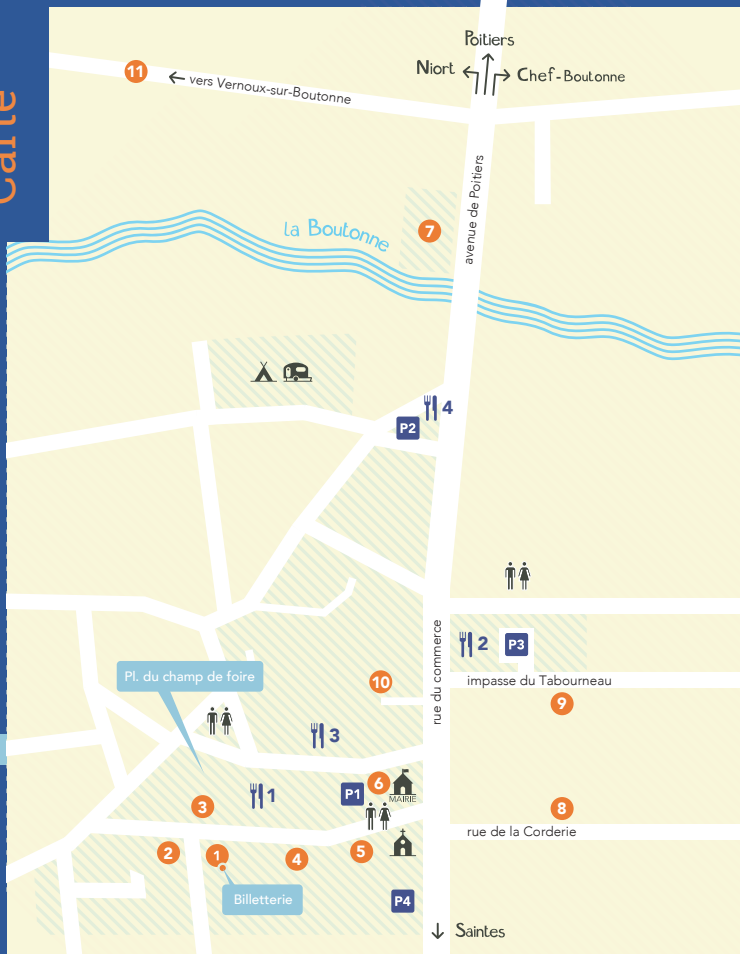 Carte
Poitiers
Niort
Chef-Boutonne
11
← vers Vernoux-sur-Boutonne
avenue de Poitiers
la Boutonne
7
4
P2
rue du commerce
2
P3
impasse du Tabourneau
Pl. du champ de foire
10
9
3
1
P1
6
MAIRIE
3
8
rue de la Corderie
2
1
4
5
Billetterie
P4
↓ Saintes